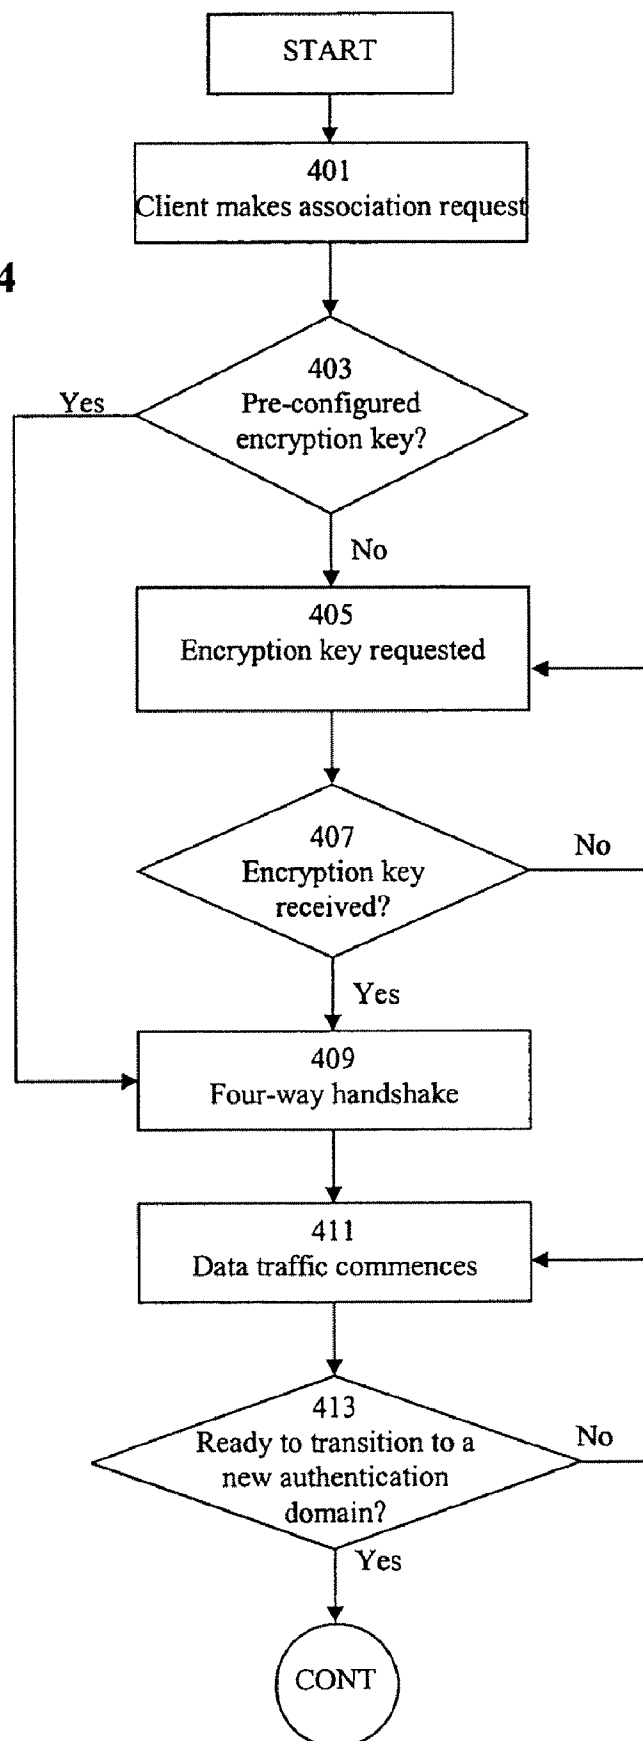 START
401
Client makes association request
4
403
Pre-configured
encryption key?
Yes
No
405
Encryption key requested
407
Encryption key
received?
No
Yes
409
Four-way handshake
411
Data traffic commences
413
Ready to transition to a
new authentication
domain?
No
Yes
CONT